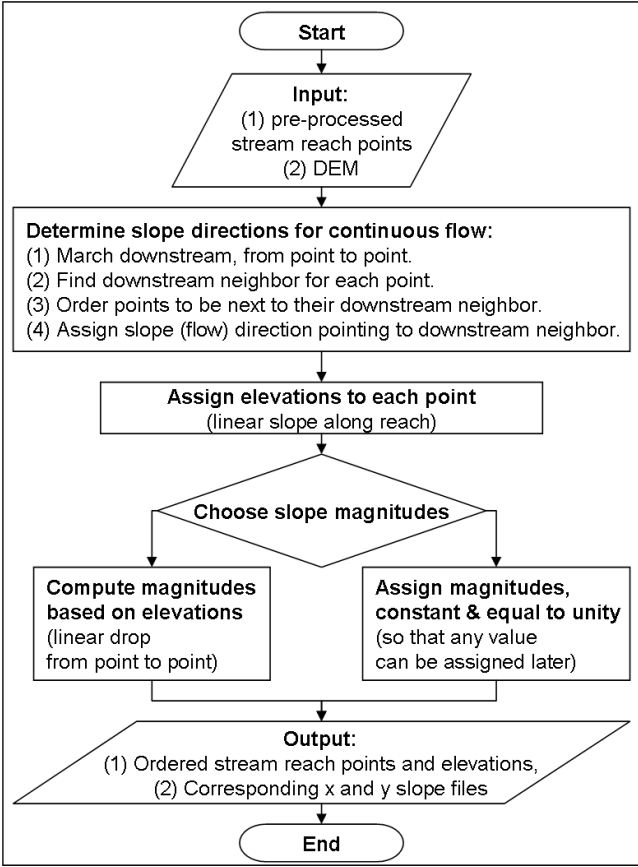 Start
Input:
(1) pre-processed
stream reach points
(2) DEM
Determine slope directions for continuous flow:
(1) March downstream, from point to point.
(2) Find downstream neighbor for each point.
(3) Order points to be next to their downstream neighbor.
(4) Assign slope (flow) direction pointing to downstream neighbor.
Assign elevations to each point
(linear slope along reach)
Choose slope magnitudes
Compute magnitudes
based on elevations
(linear drop
from point to point)
Assign magnitudes,
constant & equal to unity
(so that any value
can be assigned later)
Output:
(1) Ordered stream reach points and elevations,
(2) Corresponding x and y slope files
End